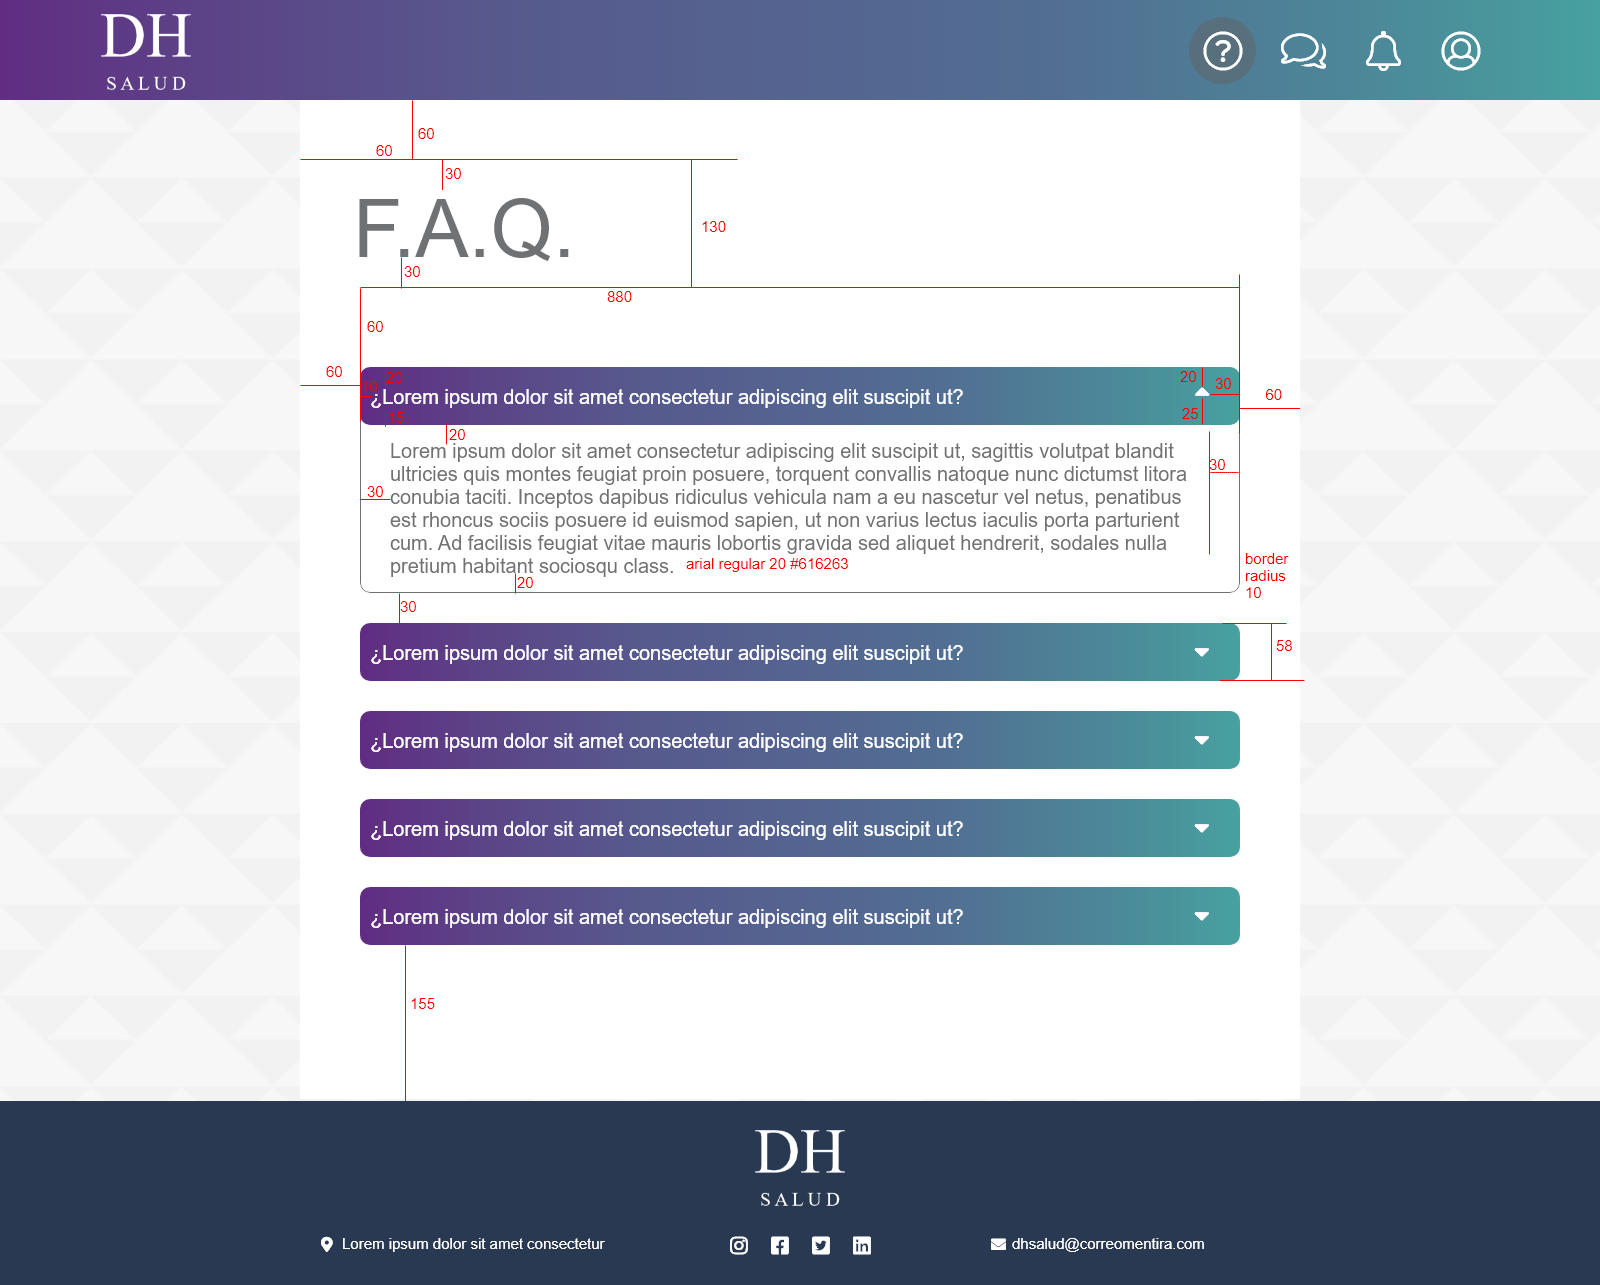 DH
SALUD
60
60
30
F.A.Q.
130
30
880
60
60
20
20
30
10
60
¿Lorem ipsum dolor sit amet consectetur adipiscing elit suscipit ut?
15
25
20
Lorem ipsum dolor sit amet consectetur adipiscing elit suscipit ut, sagittis volutpat blandit
ultricies quis montes feugiat proin posuere, torquent convallis natoque nunc dictumst litora
30
30
conubia taciti. Inceptos dapibus ridiculus vehicula nam a eu nascetur vel netus, penatibus
est rhoncus sociis posuere id euismod sapien, ut non varius lectus iaculis porta parturient
cum. Ad facilisis feugiat vitae mauris lobortis gravida sed aliquet hendrerit, sodales nulla
pretium habitant sociosqu class.
arial regular 20 #616263
border
radius
10
20
30
¿Lorem ipsum dolor sit amet consectetur adipiscing elit suscipit ut?
58
¿Lorem ipsum dolor sit amet consectetur adipiscing elit suscipit ut?
¿Lorem ipsum dolor sit amet consectetur adipiscing elit suscipit ut?
¿Lorem ipsum dolor sit amet consectetur adipiscing elit suscipit ut?
155
DH
SALUD
Lorem ipsum dolor sit amet consectetur
dhsalud@correomentira.com